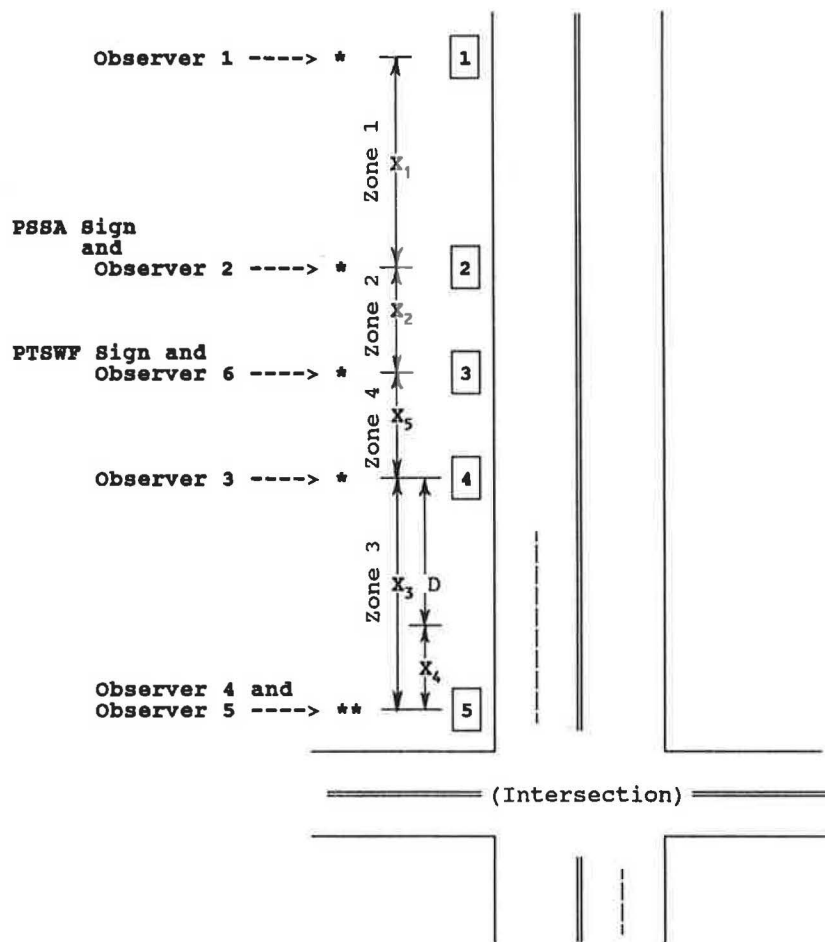 Observer 1 ----> *
1
Zone 1
X1
PSSA Sign
and
Observer 2 ----> *
2
Zone 2
X2
PTSWF Sign and
Observer 6 ----> *
3
Zone 4
X5
Observer 3 ----> *
4
Zone 3
X3
D
X4
Observer 4 and
Observer 5 ----> **
5
(Intersection)